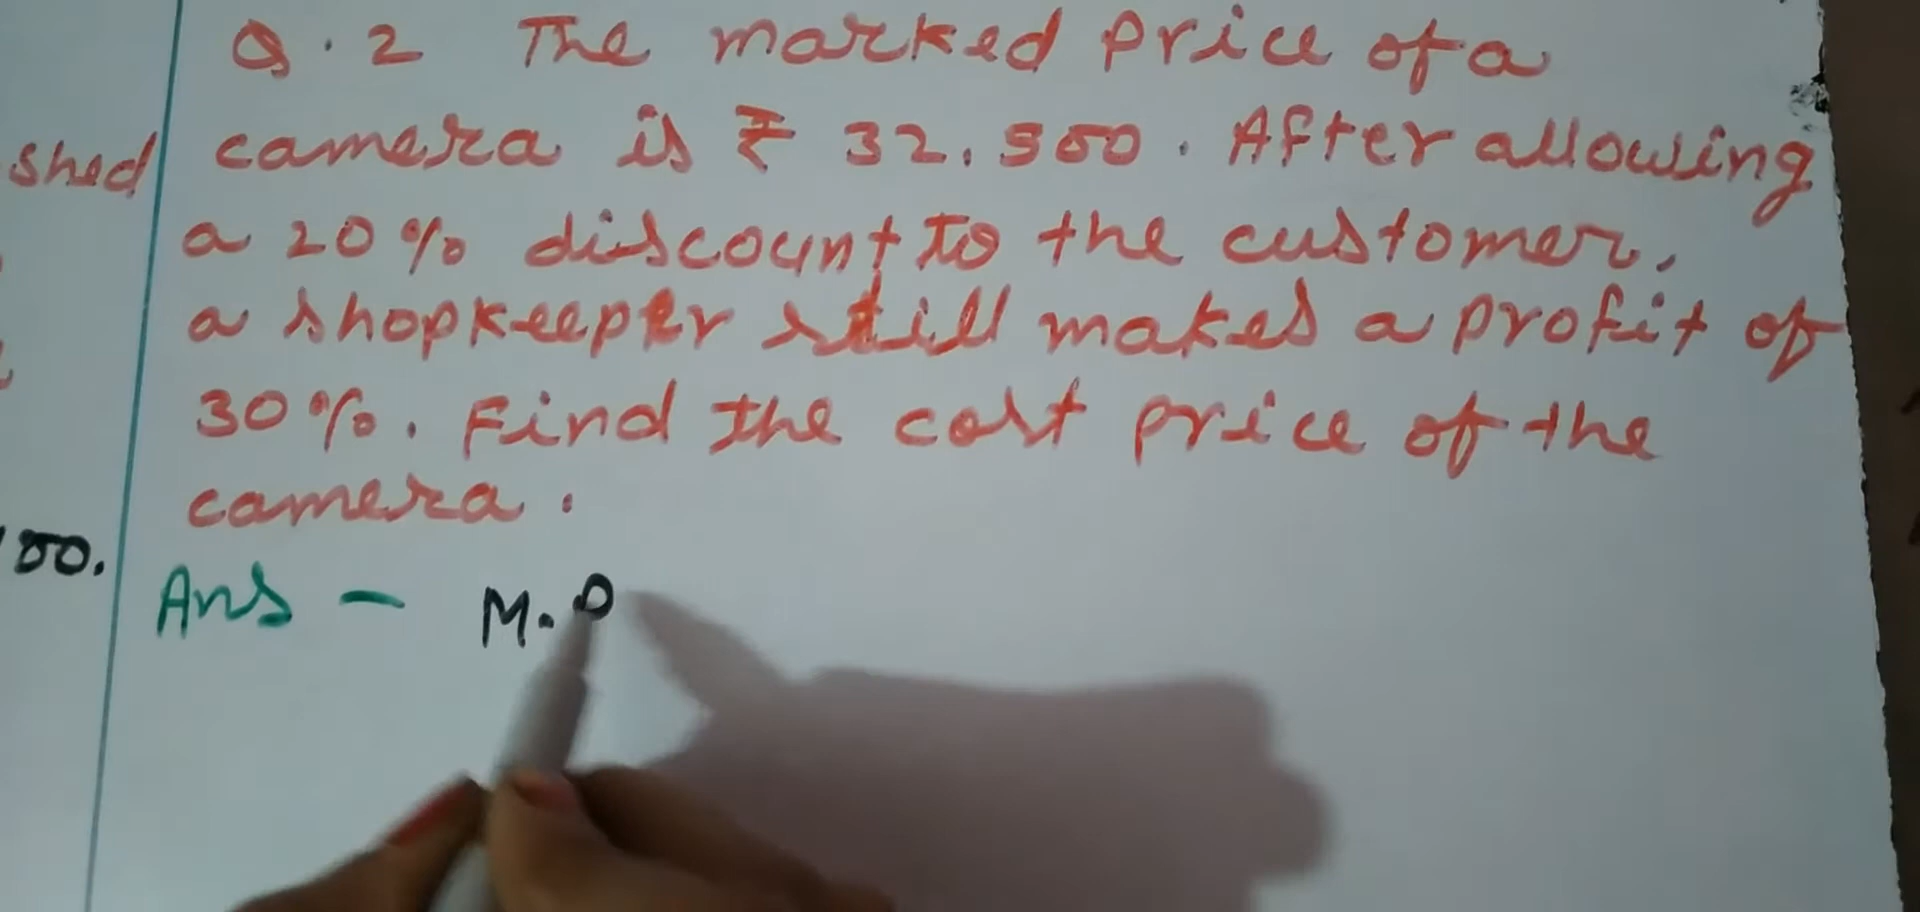 Q.2 The marked price of a
shed camera is ₹ 32,500. After allowing
a 20% discount to the customer,
a shopkeeper still makes a profit of
30%. Find the cost price of the
camera.
00.
Ans - M.P